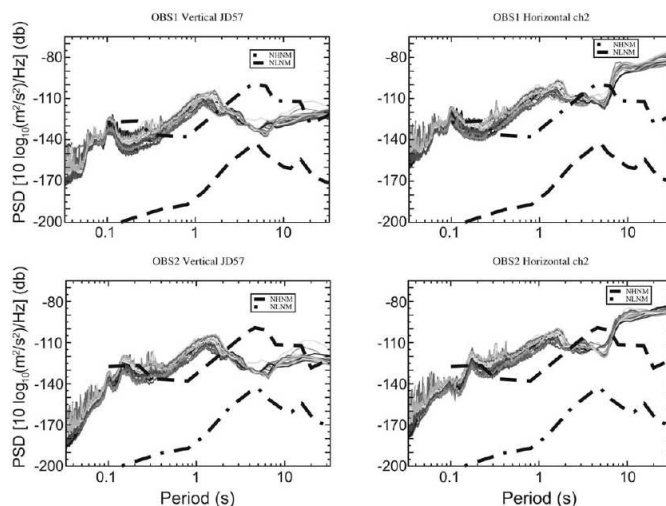 OBS1 Vertical JD57
OBS1 Horizontal ch2
PSD [10 log10(m2/s2)/Hz] (db)
-80
-110
-140
-170
-200
NHNM
NLNM
0.1
1
10
-80
-110
-140
-170
-200
NHNM
NLNM
0.1
1
10
OBS2 Vertical JD57
OBS2 Horizontal ch2
PSD [10 log10(m2/s2)/Hz] (db)
-80
-110
-140
-170
-200
NHNM
NLNM
0.1
1
10
Period (s)
-80
-110
-140
-170
-200
NHNM
NLNM
0.1
1
10
Period (s)